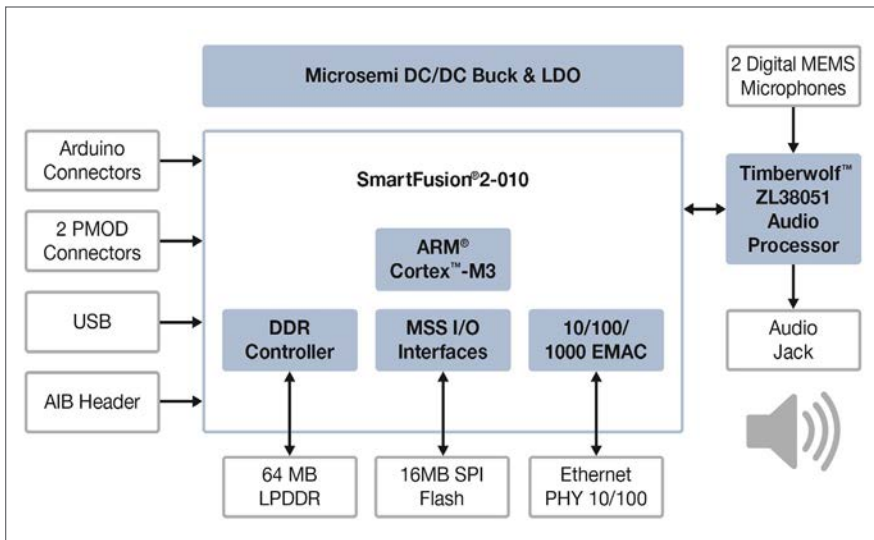 Microsemi DC/DC Buck & LDO
2 Digital MEMS
Microphones
Arduino
Connectors
2 PMOD
Connectors
USB
AIB Header
SmartFusion®2-010
ARM®
Cortex™-M3
DDR
Controller
MSS I/O
Interfaces
10/100/
1000 EMAC
Timberwolf™
ZL38051
Audio
Processor
Audio
Jack
64 MB
LPDDR
16MB SPI
Flash
Ethernet
PHY 10/100